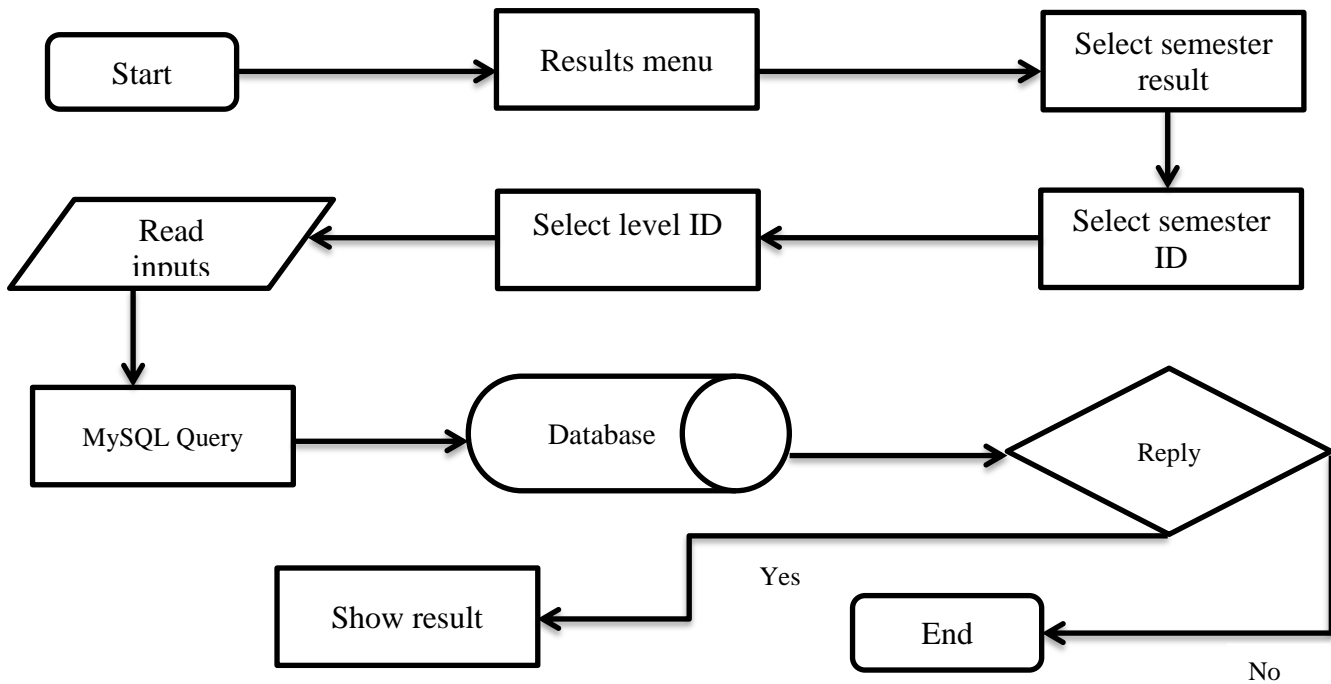 Start
Results menu
Select semester
result
Select semester
ID
Select level ID
Read
inputs
MySQL Query
Database
Reply
Yes
Show result
End
No